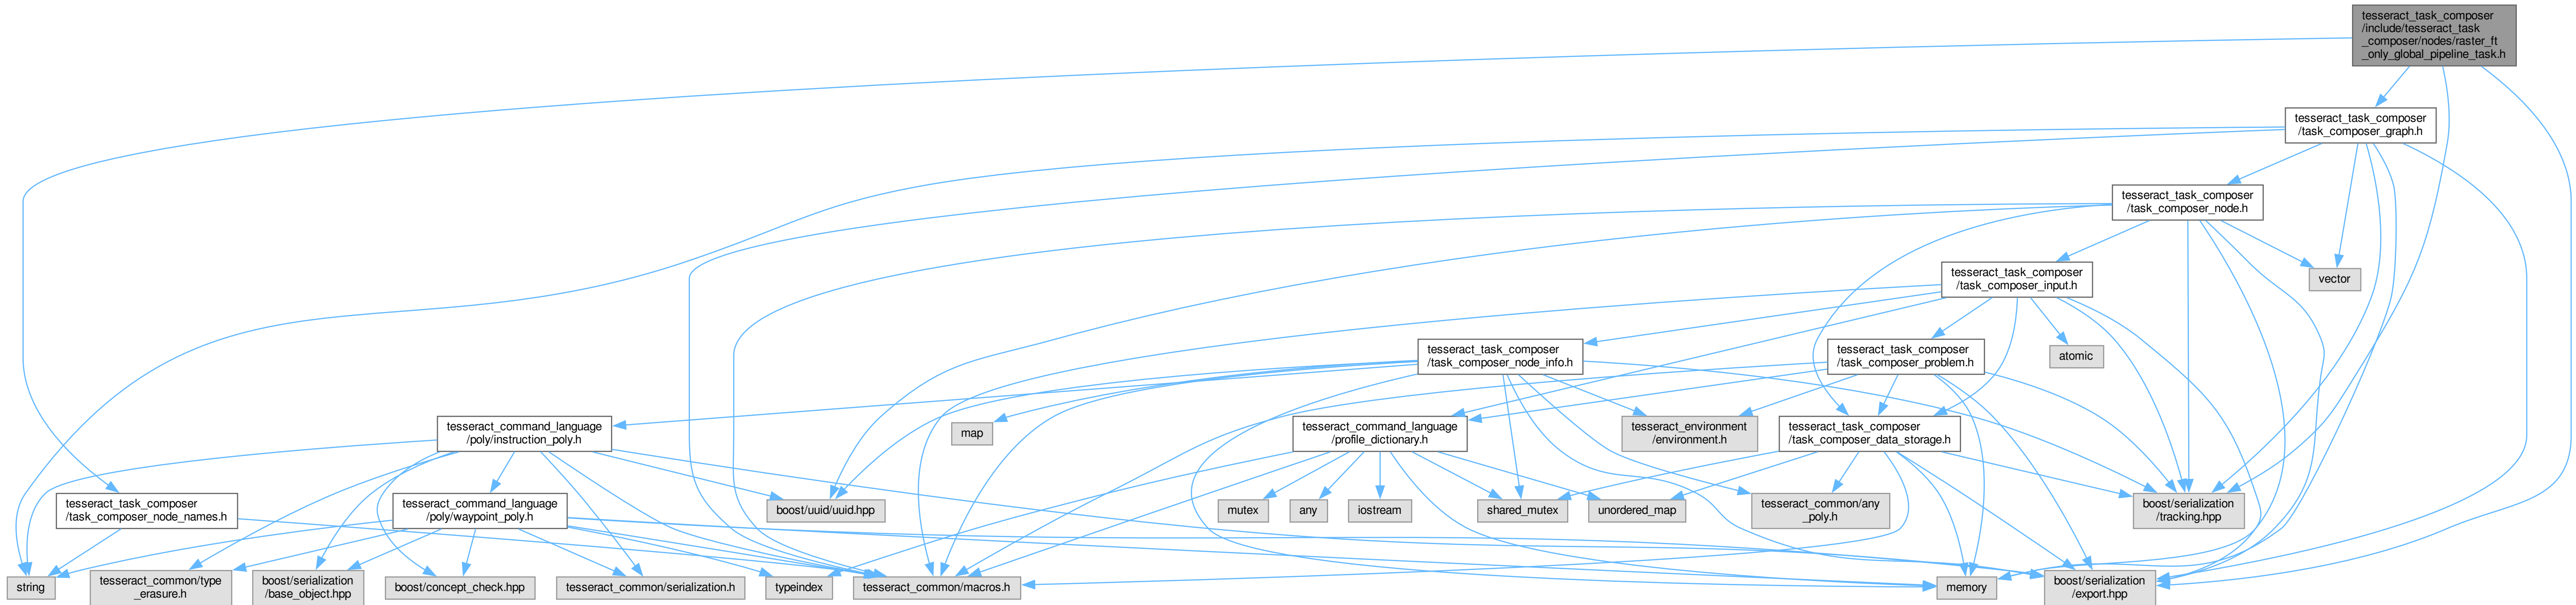 tesseract_task_composer
/include/tesseract_task
_composer/nodes/raster_ft
_only_global_pipeline_task.h
tesseract_task_composer
/task_composer_graph.h
tesseract_task_composer
/task_composer_node.h
tesseract_task_composer
/task_composer_input.h
vector
tesseract_task_composer
/task_composer_node_info.h
tesseract_task_composer
/task_composer_problem.h
atomic
tesseract_command_language
/poly/instruction_poly.h
map
tesseract_command_language
/profile_dictionary.h
tesseract_environment
/environment.h
tesseract_task_composer
/task_composer_data_storage.h
tesseract_task_composer
/task_composer_node_names.h
tesseract_command_language
/poly/waypoint_poly.h
boost/uuid/uuid.hpp
mutex
any
iostream
shared_mutex
unordered_map
tesseract_common/any
_poly.h
boost/serialization
/tracking.hpp
string
tesseract_common/type
_erasure.h
boost/serialization
/base_object.hpp
boost/concept_check.hpp
tesseract_common/serialization.h
typeindex
tesseract_common/macros.h
memory
boost/serialization
/export.hpp